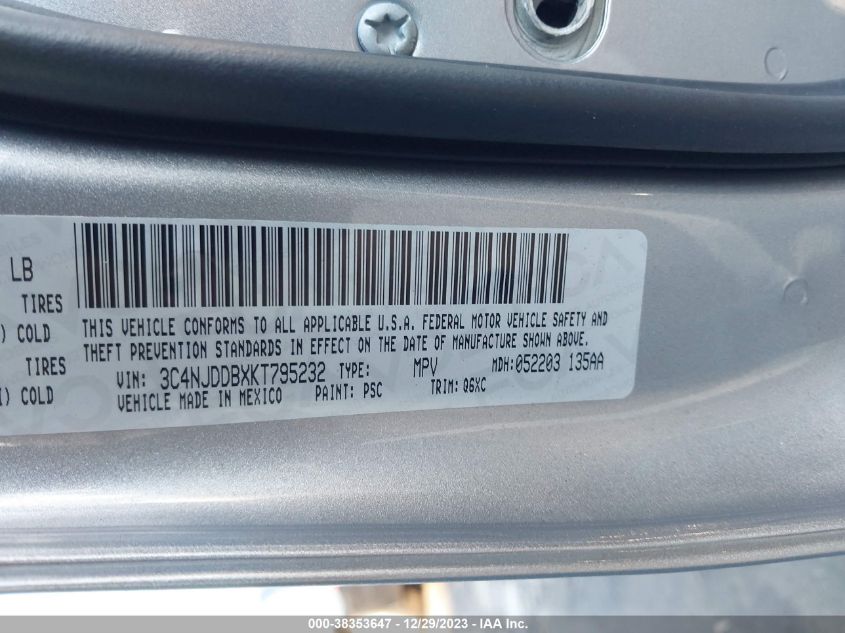 LB
TIRES
) COLD
TIRES
) COLD
THIS VEHICLE CONFORMS TO ALL APPLICABLE U.S.A. FEDERAL MOTOR VEHICLE SAFETY AND
THEFT PREVENTION STANDARDS IN EFFECT ON THE DATE OF MANUFACTURE SHOWN ABOVE.
VIN: 3C4NJDDBXKT795232 TYPE: MPV MDH:052203 135AA
VEHICLE MADE IN MEXICO PAINT: PSC TRIM: Q6XC
000-38353647 - 12/29/2023 - IAA Inc.